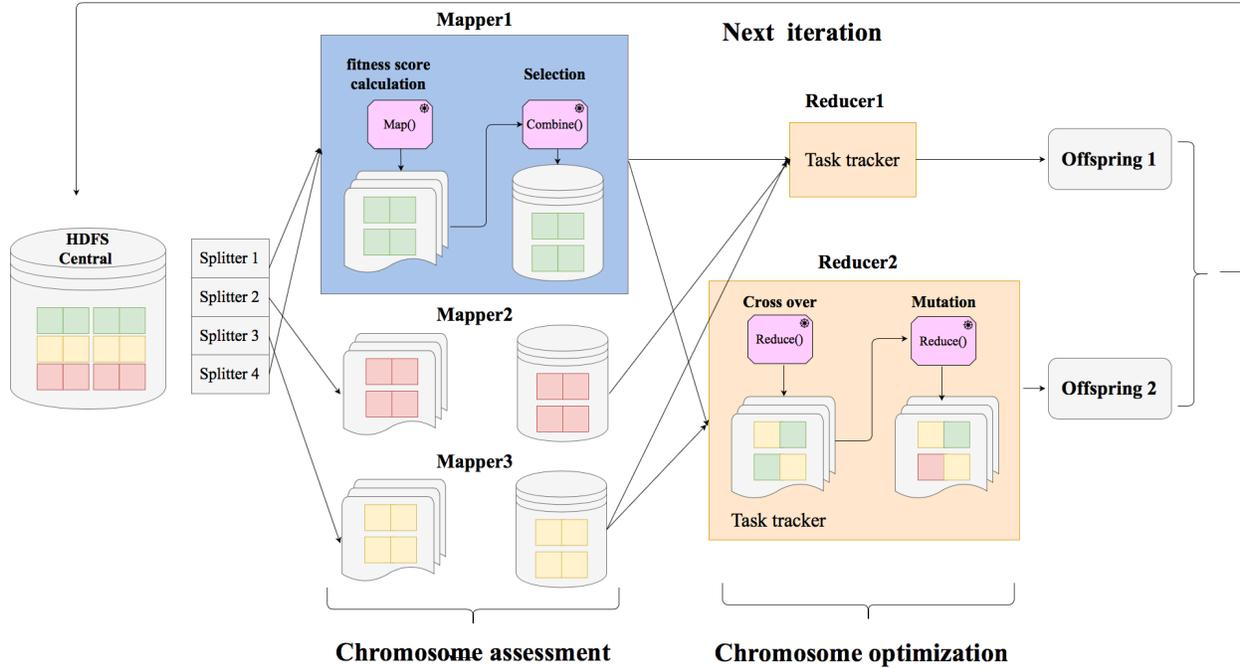 Mapper1
Next iteration
fitness score
calculation
Selection
Map()
Combine()
Reducer1
Task tracker
Offspring 1
HDFS
Central
Splitter 1
Splitter 2
Splitter 3
Splitter 4
Mapper2
Mapper3
Reducer2
Cross over
Mutation
Reduce()
Reduce()
Task tracker
Offspring 2
Chromosome assessment
Chromosome optimization